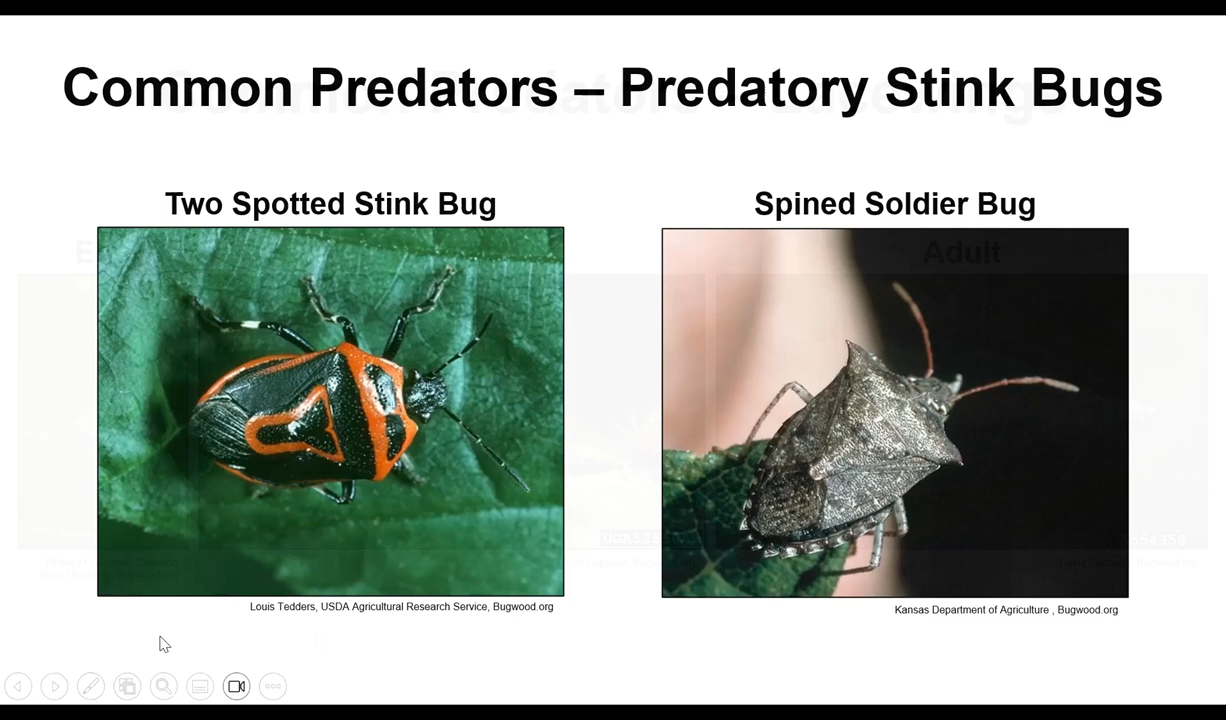 Common Predators – Predatory Stink Bugs
Two Spotted Stink Bug
Spined Soldier Bug
Adult
Louis Tedders, USDA Agricultural Research Service, Bugwood.org
Kansas Department of Agriculture , Bugwood.org